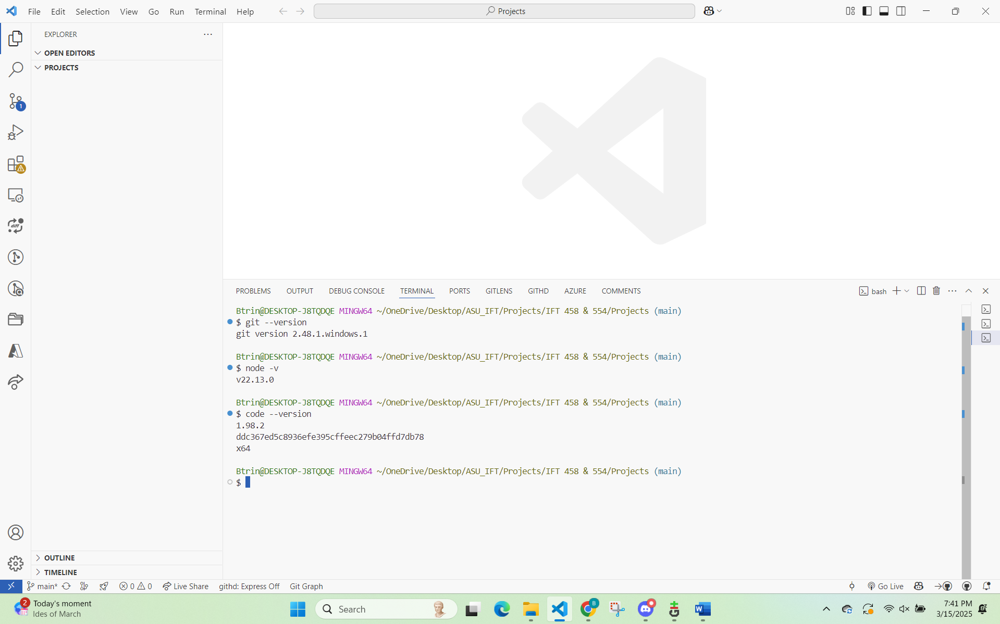 File Edit Selection View Go Run Terminal Help
Projects
EXPLORER
OPEN EDITORS
PROJECTS
1
diff
PROBLEMS OUTPUT DEBUG CONSOLE TERMINAL PORTS GITLENS GITHD AZURE COMMENTS
bash
Btrin@DESKTOP-J8TQDQE MINGW64 ~/OneDrive/Desktop/ASU_IFT/Projects/IFT 458 & 554/Projects (main)
$ git --version
git version 2.48.1.windows.1
Btrin@DESKTOP-J8TQDQE MINGW64 ~/OneDrive/Desktop/ASU_IFT/Projects/IFT 458 & 554/Projects (main)
$ node -v
v22.13.0
Btrin@DESKTOP-J8TQDQE MINGW64 ~/OneDrive/Desktop/ASU_IFT/Projects/IFT 458 & 554/Projects (main)
$ code --version
1.98.2
ddc367ed5c8936efe395cffeec279b04ffd7db78
x64
Btrin@DESKTOP-J8TQDQE MINGW64 ~/OneDrive/Desktop/ASU_IFT/Projects/IFT 458 & 554/Projects (main)
$
OUTLINE
TIMELINE
main* 0 0 Live Share githd: Express Off Git Graph Go Live
2
Today's moment
Ides of March
Search
B
7:41 PM
3/15/2025